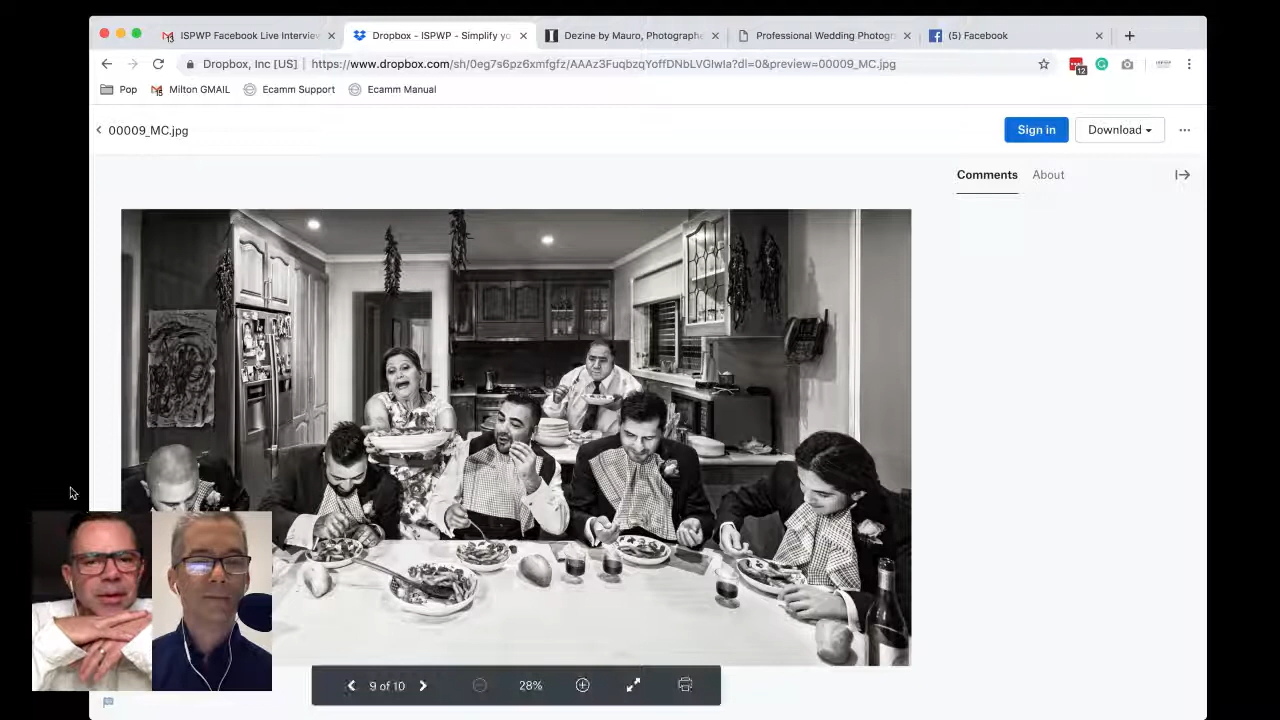 ISPWP Facebook Live Interview
Dropbox - ISPWP - Simplify yo
Dezine by Mauro, Photographe
Professional Wedding Photogr
(5) Facebook
Dropbox, Inc [US]
https://www.dropbox.com/sh/0eg7s6pz6xmfgfz/AAAz3FuqbzqYoffDNbLVGlwIa?dl=0&preview=00009_MC.jpg
12
Pop
Milton GMAIL
Ecamm Support
Ecamm Manual
00009_MC.jpg
Sign in
Download
Comments
About
9 of 10
28%